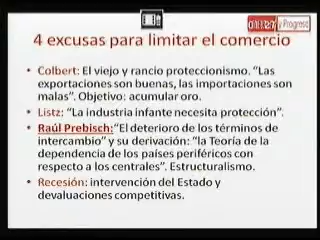 y Progreso
4 excusas para limitar el comercio
• Colbert: El viejo y rancio proteccionismo. “Las
exportaciones son buenas, las importaciones son
malas”. Objetivo: acumular oro.
• Listz: “La industria infante necesita protección”.
• Raúl Prebisch:“El deterioro de los términos de
intercambio” y su derivación: “la Teoría de la
dependencia de los países periféricos con
respecto a los centrales”. Estructuralismo.
• Recesión: intervención del Estado y
devaluaciones competitivas.